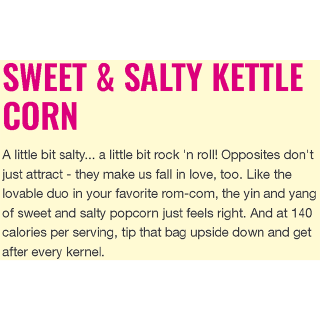 SWEET & SALTY KETTLE
CORN
A little bit salty... a little bit rock 'n roll! Opposites don't
just attract - they make us fall in love, too. Like the
lovable duo in your favorite rom-com, the yin and yang
of sweet and salty popcorn just feels right. And at 140
calories per serving, tip that bag upside down and get
after every kernel.